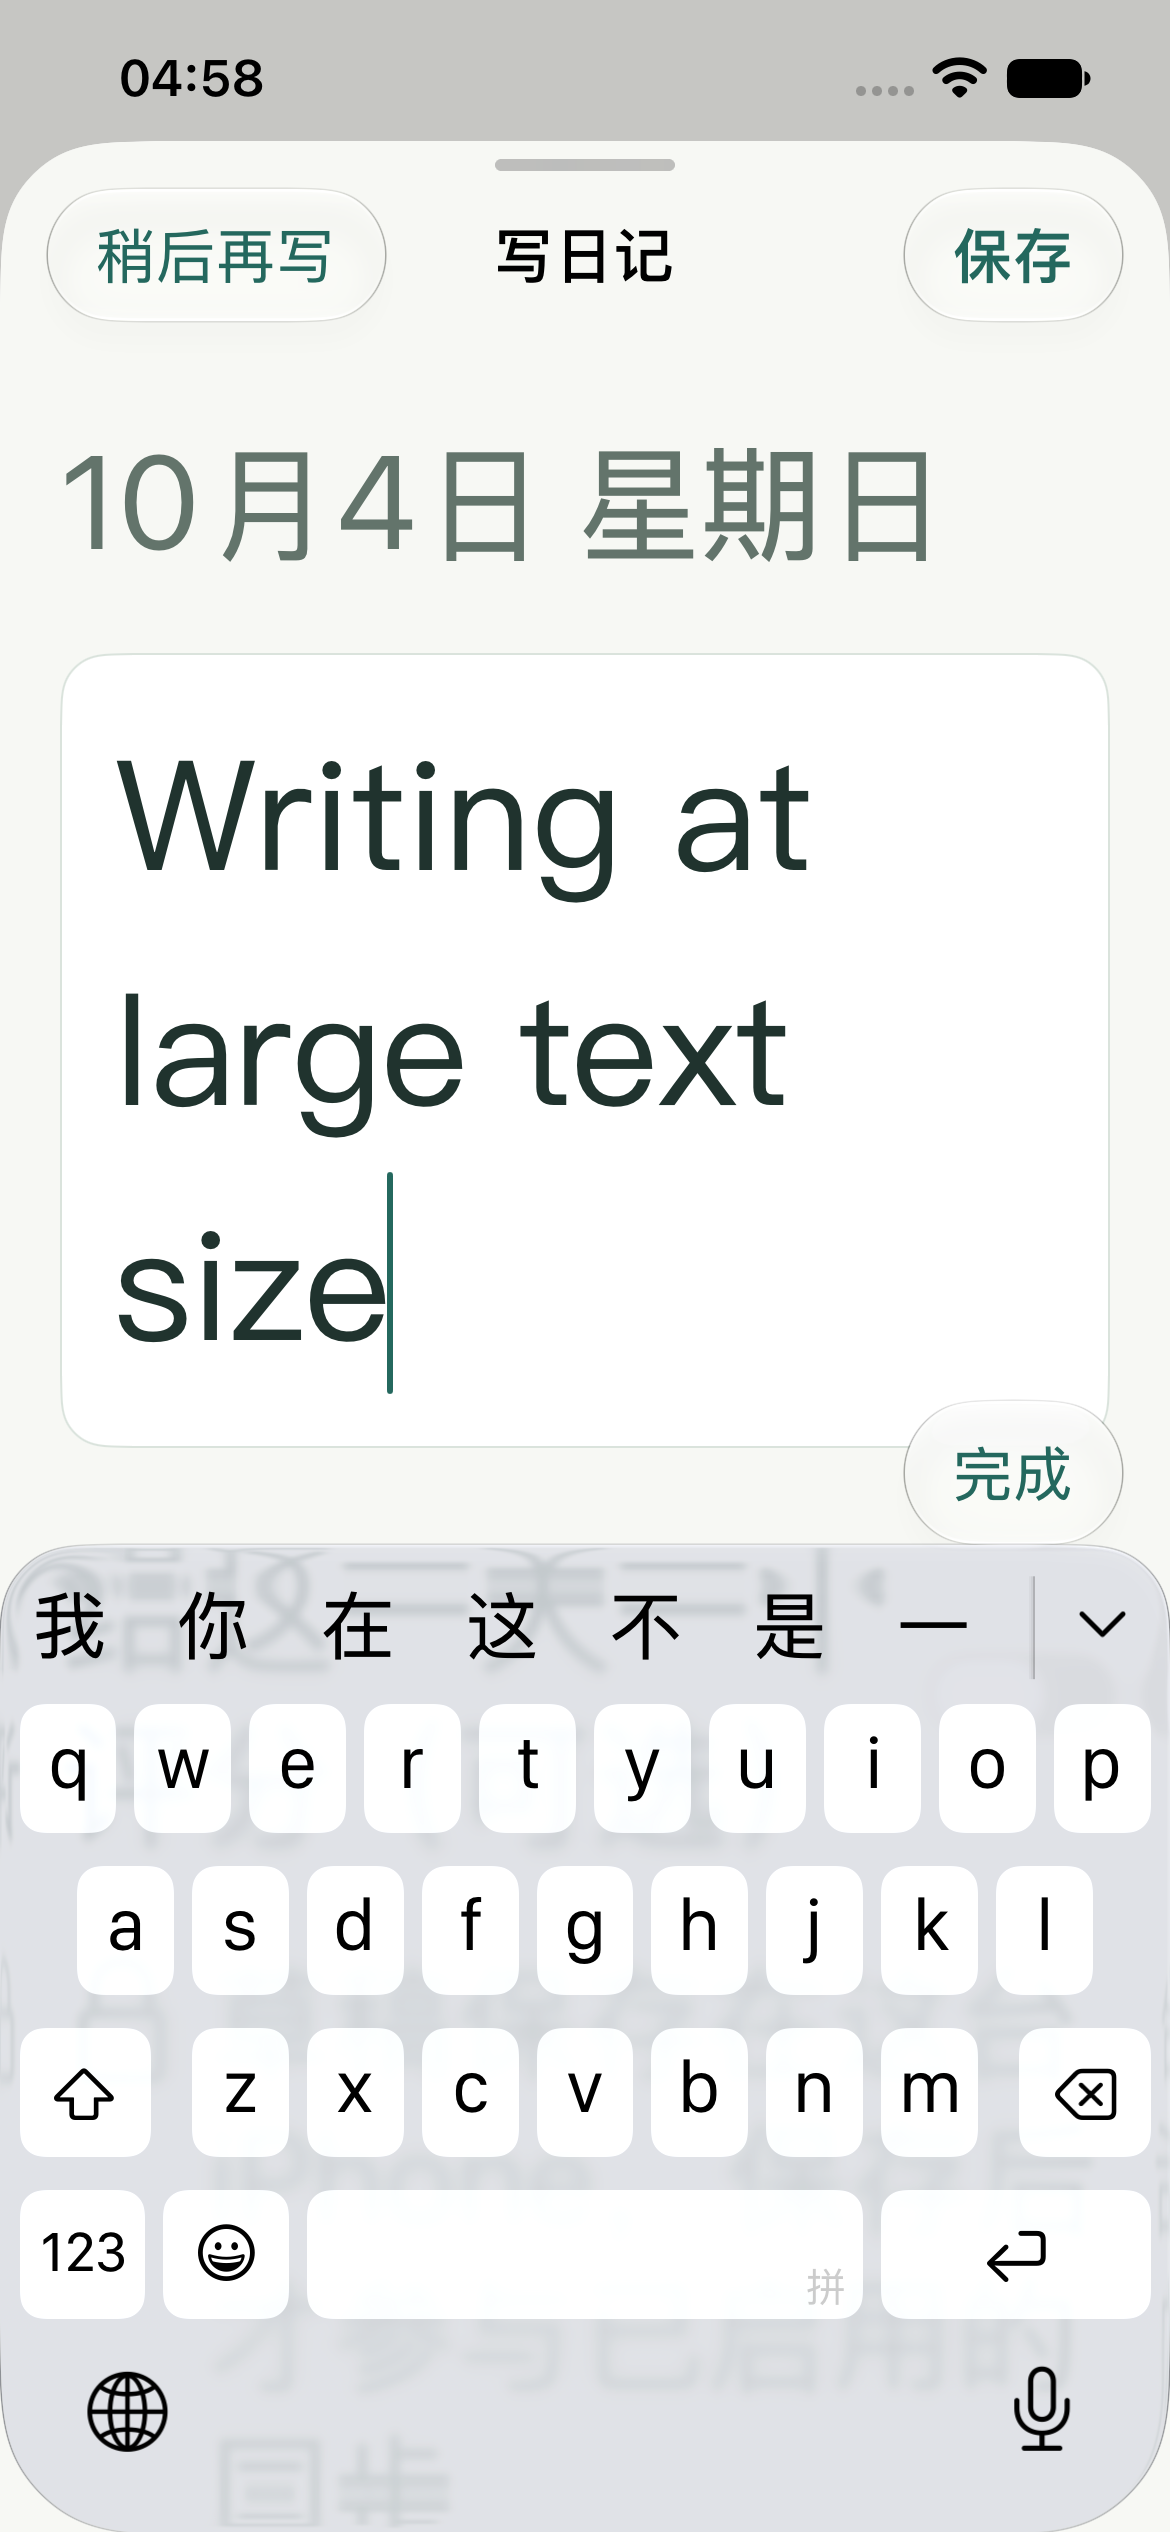 04:58
稍后再写 写日记 保存
10月4日 星期日
Writing at
large text
size
完成
我 你 在 这 不 是 一
q w e r t y u i o p
a s d f g h j k l
z x c v b n m
123 拼